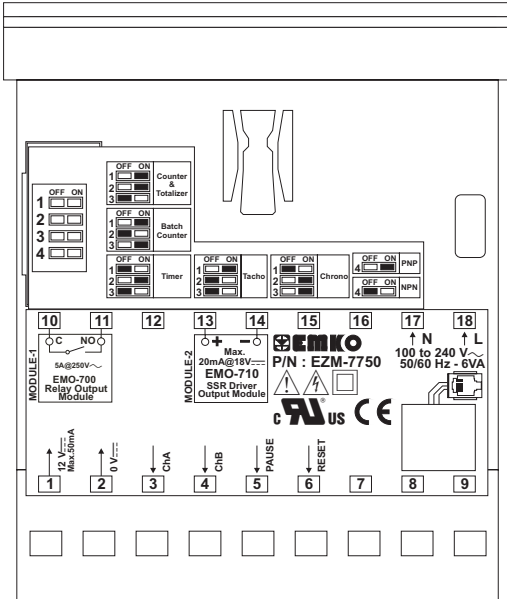 OFF ON
1
2
3
4
OFF ON
1
2
3
Counter
&
Totalizer
OFF ON
1
2
3
Batch
Counter
OFF ON
1
2
3
Timer
OFF ON
1
2
3
Tacho
OFF ON
1
2
3
Chrono
OFF ON
4
PNP
OFF ON
4
NPN
10 11 12 13 14 15 16 17 18
MODULE-1
C NO
5A@250V~
EMO-700
Relay Output
Module
MODULE-2
+ −
Max.
20mA@18V⎓
EMO-710
SSR Driver
Output Module
EMKO
P/N : EZM-7750
c RU US CE
N L
100 to 240 V~
50/60 Hz - 6VA
12 V⎓
Max.50mA
0 V⎓
ChA
ChB
PAUSE
RESET
1 2 3 4 5 6 7 8 9